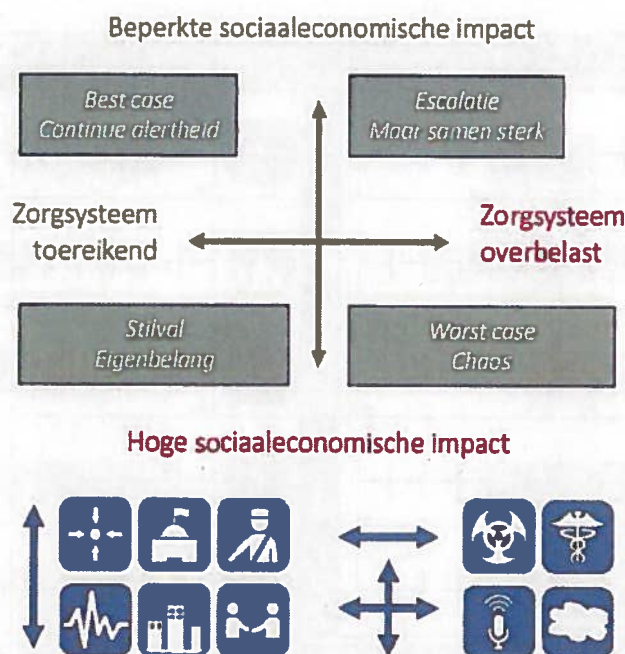 Beperkte sociaaleconomische impact
Best case
Continue alertheid
Escalatie
Maar samen sterk
Zorgsysteem
toereikend
Zorgsysteem
overbelast
Stilval
Eigenbelang
Worst case
Chaos
Hoge sociaaleconomische impact